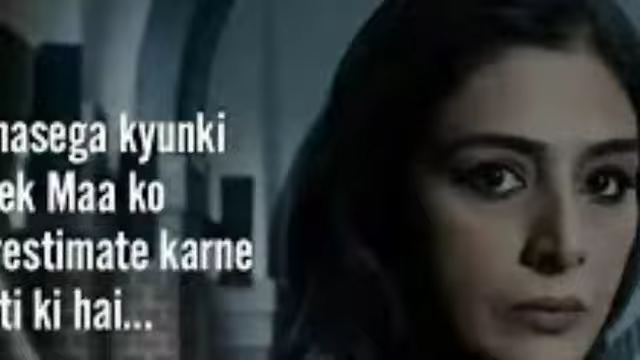 hasega kyunki
ek Maa ko
restimate karne
ti ki hai...